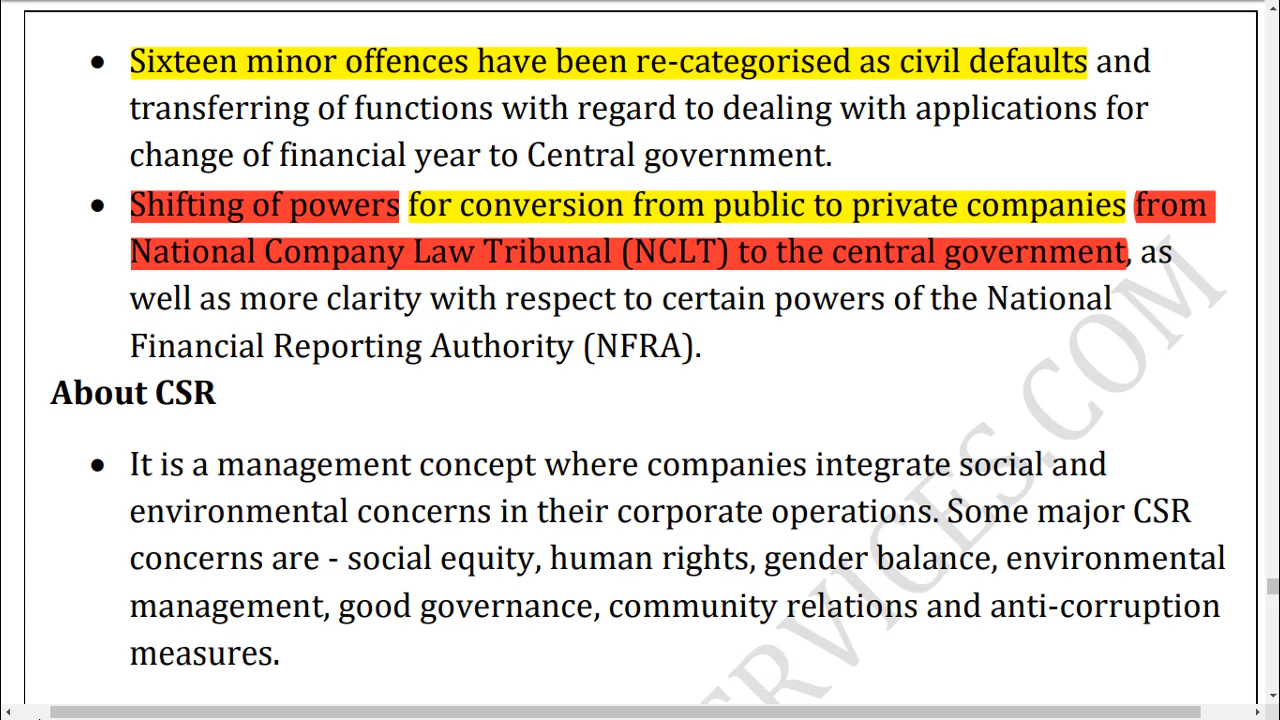 • Sixteen minor offences have been re-categorised as civil defaults and
transferring of functions with regard to dealing with applications for
change of financial year to Central government.
• Shifting of powers for conversion from public to private companies from
National Company Law Tribunal (NCLT) to the central government, as
well as more clarity with respect to certain powers of the National
Financial Reporting Authority (NFRA).
About CSR
• It is a management concept where companies integrate social and
environmental concerns in their corporate operations. Some major CSR
concerns are - social equity, human rights, gender balance, environmental
management, good governance, community relations and anti-corruption
measures.
RVICES.COM